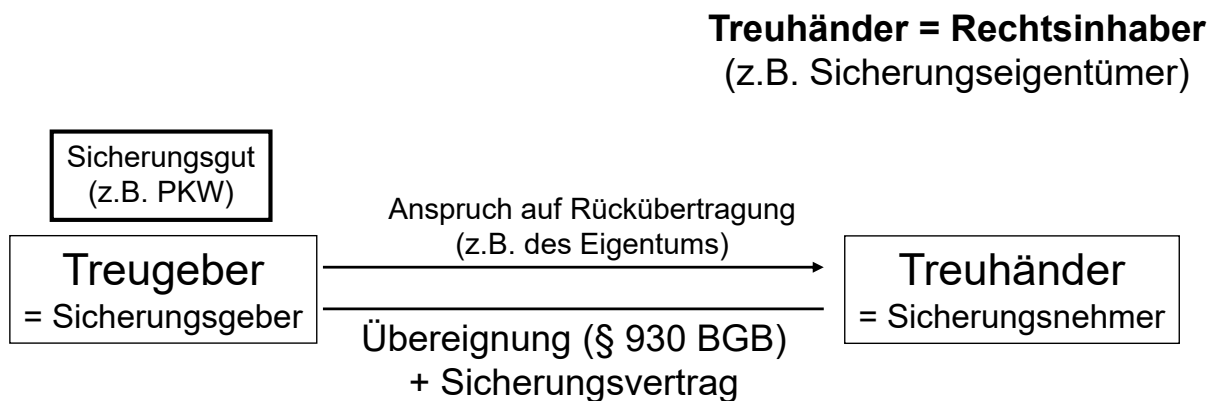 Treuhänder = Rechtsinhaber
(z.B. Sicherungseigentümer)
Sicherungsgut
(z.B. PKW)
Anspruch auf Rückübertragung
(z.B. des Eigentums)
Treugeber
= Sicherungsgeber
Treuhänder
= Sicherungsnehmer
Übereignung (§ 930 BGB)
+ Sicherungsvertrag